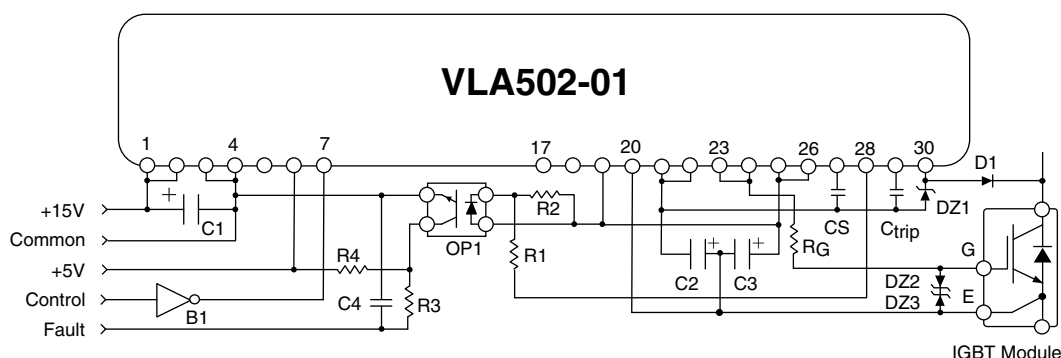 VLA502-01
1 4 7 17 20 23 26 28 30
+15V
Common
+5V
Control
Fault
C1
B1
R4
C4
R3
OP1
R2
R1
C2
C3
RG
CS
Ctrip
DZ1
D1
DZ2
DZ3
G
E
IGBT Module
+
+
+